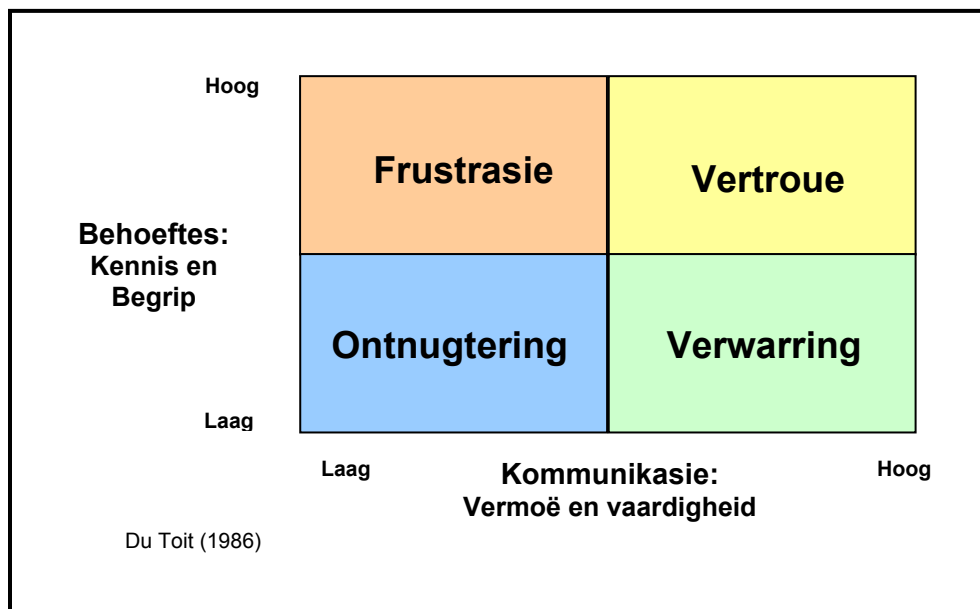 Hoog
Frustrasie
Vertroue
Behoeftes:
Kennis en
Begrip
Ontnugtering
Verwarring
Laag
Laag
Kommunikasie:
Hoog
Vermoë en vaardigheid
Du Toit (1986)